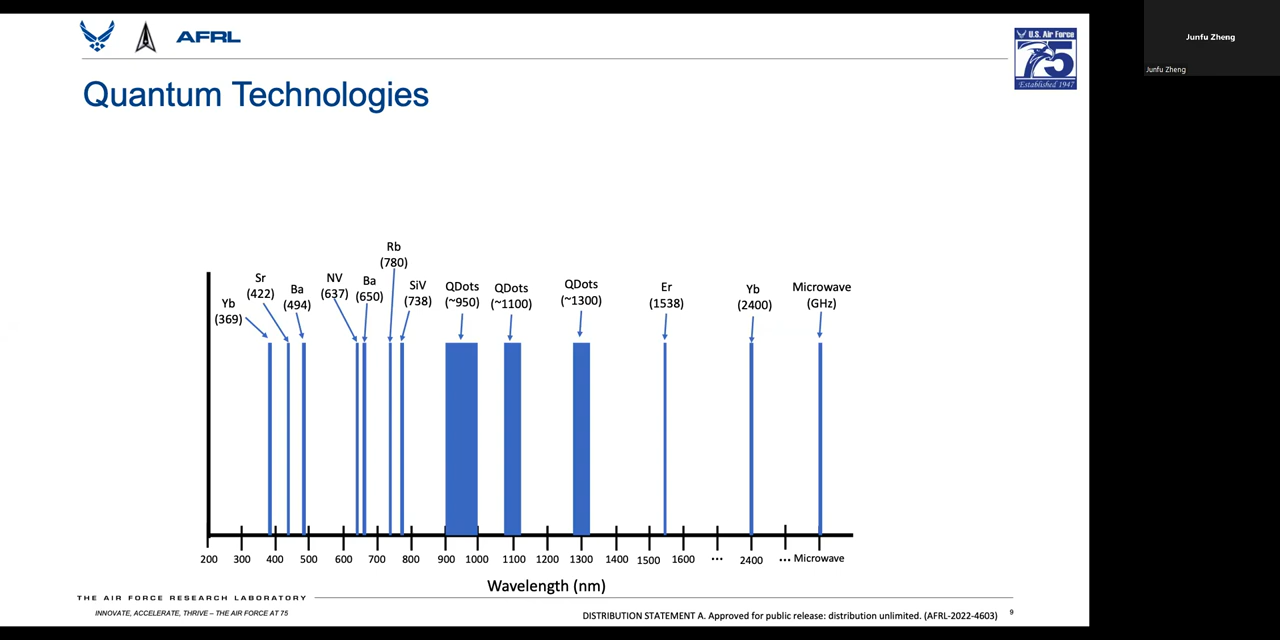 AFRL
U.S. Air Force
75
Established 1947
Junfu Zheng
Junfu Zheng
Quantum Technologies
Rb
(780)
Sr
(422)
Ba
(494)
NV
(637)
Ba
(650)
SiV
(738)
QDots
(~950)
QDots
(~1100)
QDots
(~1300)
Er
(1538)
Yb
(2400)
Microwave
(GHz)
Yb
(369)
200 300 400 500 600 700 800 900 1000 1100 1200 1300 1400 1500 1600 ... 2400 ... Microwave
Wavelength (nm)
THE AIR FORCE RESEARCH LABORATORY
INNOVATE, ACCELERATE, THRIVE – THE AIR FORCE AT 75
DISTRIBUTION STATEMENT A. Approved for public release: distribution unlimited. (AFRL-2022-4603)
9